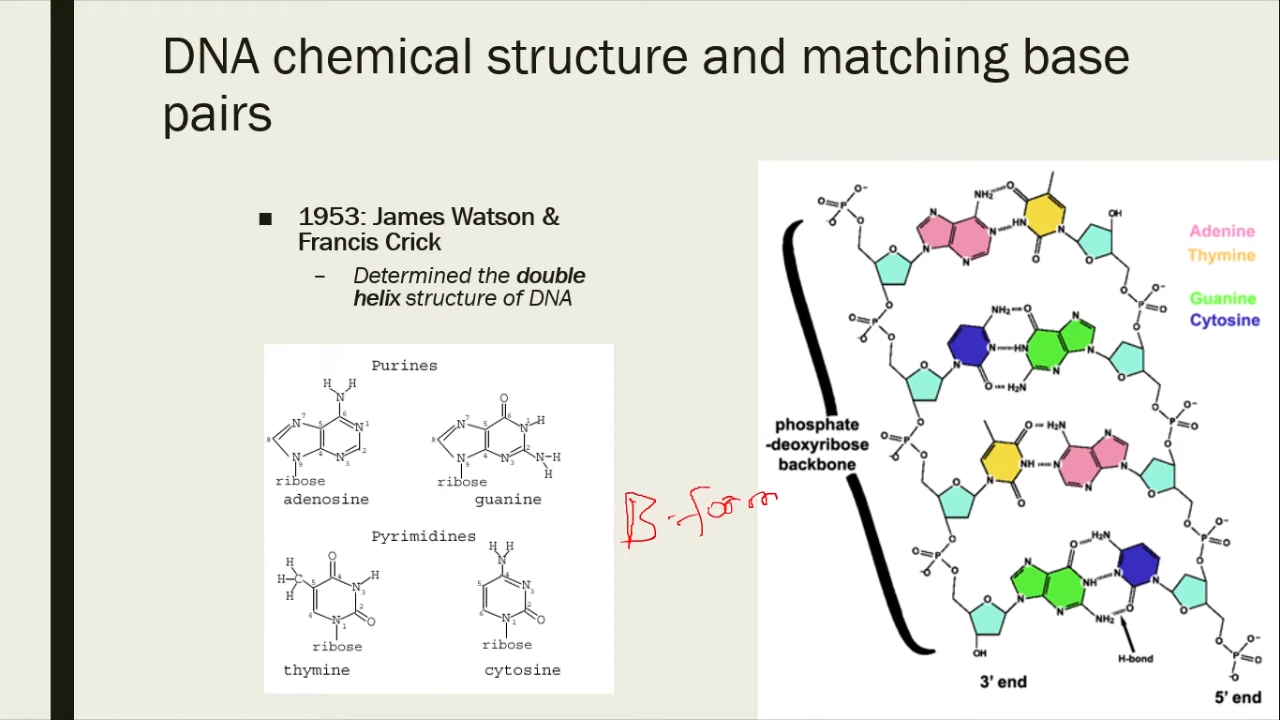 DNA chemical structure and matching base
pairs
■ 1953: James Watson &
Francis Crick
– Determined the double
helix structure of DNA
Purines
ribose
adenosine
ribose
guanine
Pyrimidines
ribose
thymine
ribose
cytosine
B-form
phosphate
-deoxyribose
backbone
Adenine
Thymine
Guanine
Cytosine
H-bond
3' end
5' end